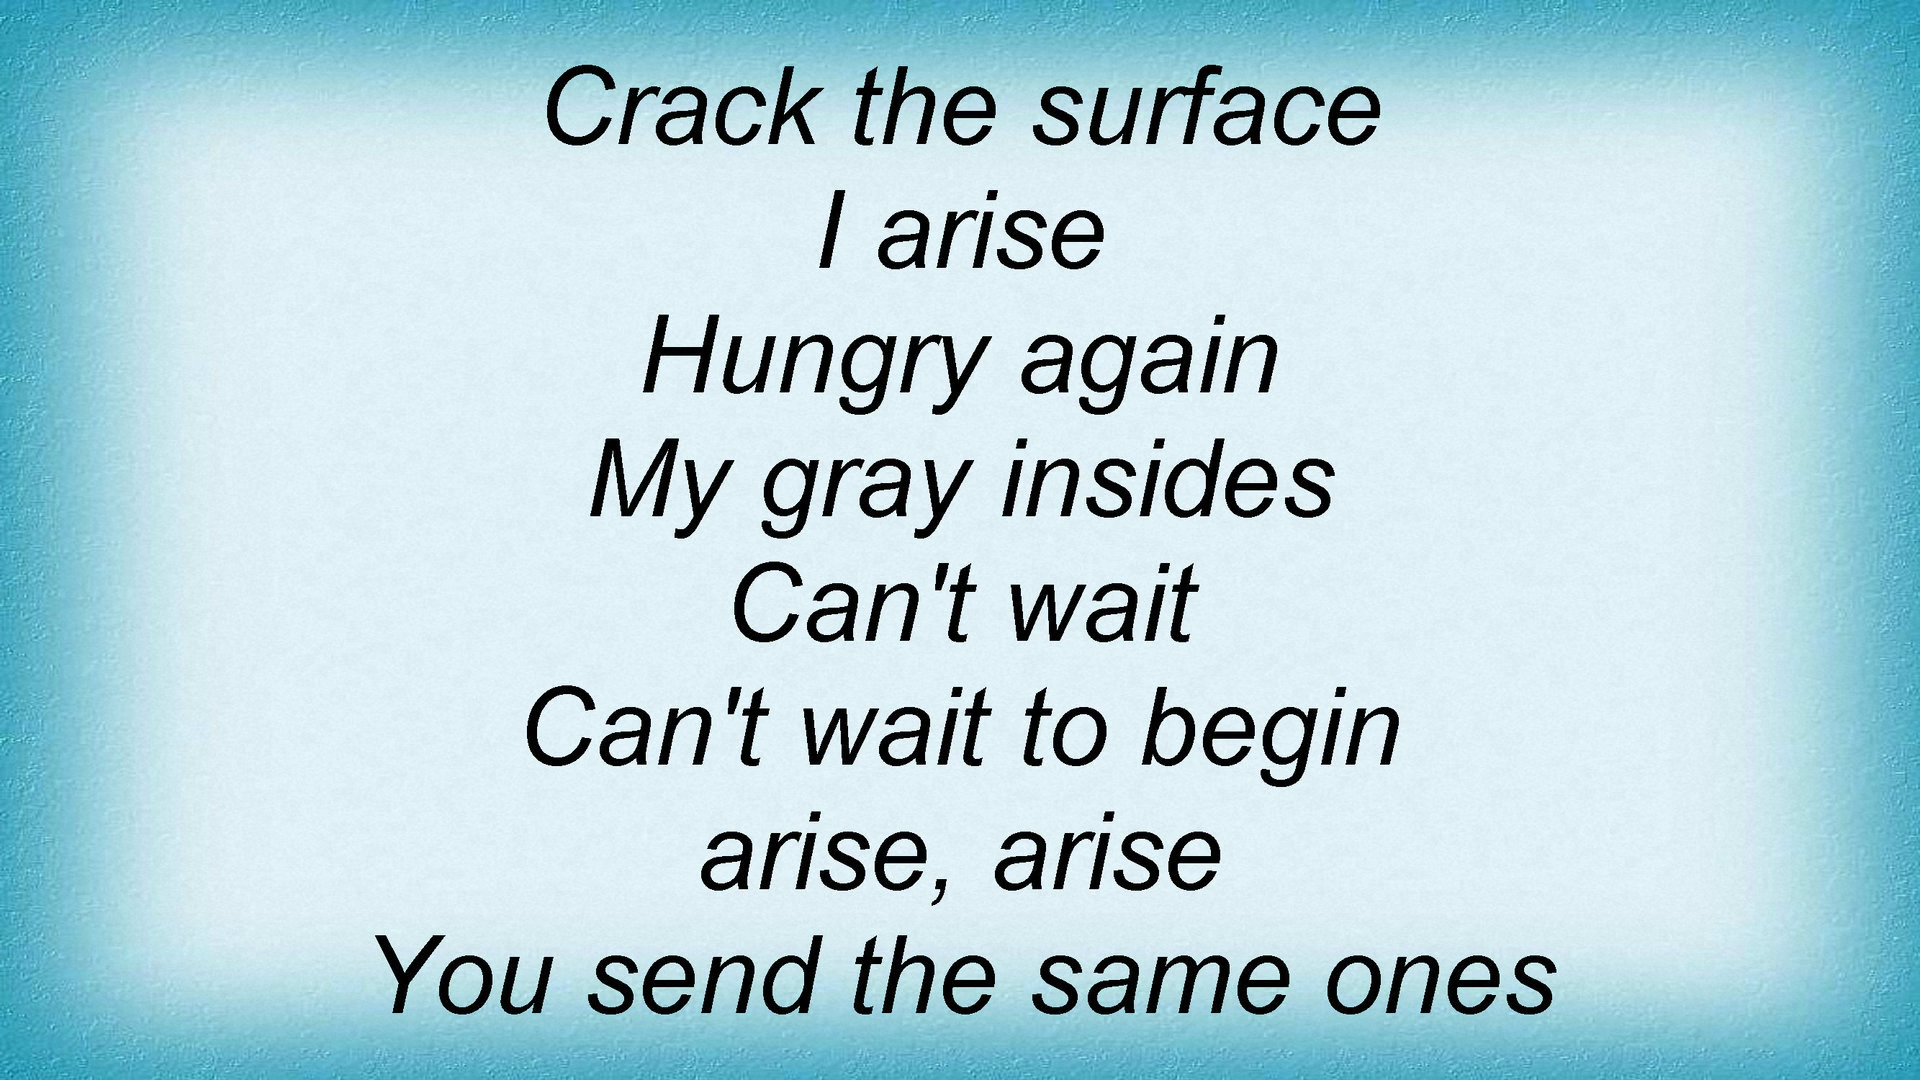 Crack the surface
I arise
Hungry again
My gray insides
Can't wait
Can't wait to begin
arise, arise
You send the same ones